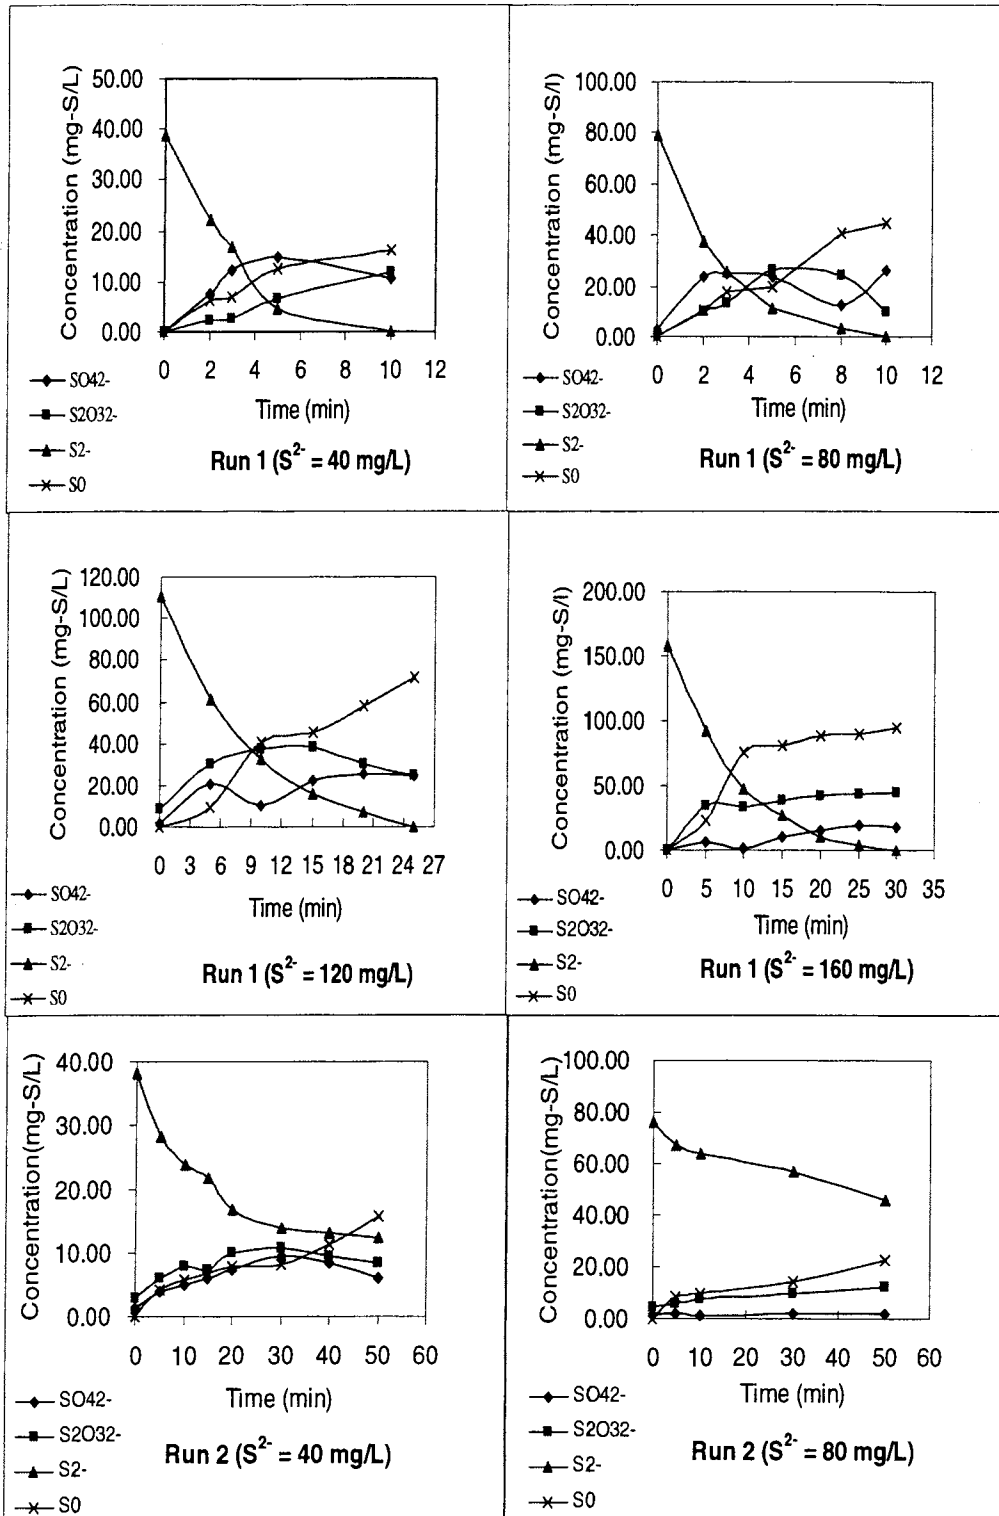 Concentration (mg-S/L)
50.00
40.00
30.00
20.00
10.00
0.00
0 2 4 6 8 10 12
Time (min)
SO42-
S2O32-
S2-
S0
Run 1 (S²⁻ = 40 mg/L)
Concentration (mg-S/l)
100.00
80.00
60.00
40.00
20.00
0.00
0 2 4 6 8 10 12
Time (min)
SO42-
S2O32-
S2-
S0
Run 1 (S²⁻ = 80 mg/L)
Concentration (mg-S/L)
120.00
100.00
80.00
60.00
40.00
20.00
0.00
0 3 6 9 12 15 18 21 24 27
Time (min)
SO42-
S2O32-
S2-
S0
Run 1 (S²⁻ = 120 mg/L)
Concentration (mg-S/l)
200.00
150.00
100.00
50.00
0.00
0 5 10 15 20 25 30 35
Time (min)
SO42-
S2O32-
S2-
S0
Run 1 (S²⁻ = 160 mg/L)
Concentration(mg-S/L)
40.00
30.00
20.00
10.00
0.00
0 10 20 30 40 50 60
Time (min)
SO42-
S2O32-
S2-
S0
Run 2 (S²⁻ = 40 mg/L)
Concentration(mg-S/L)
100.00
80.00
60.00
40.00
20.00
0.00
0 10 20 30 40 50 60
Time (min)
SO42-
S2O32-
S2-
S0
Run 2 (S²⁻ = 80 mg/L)